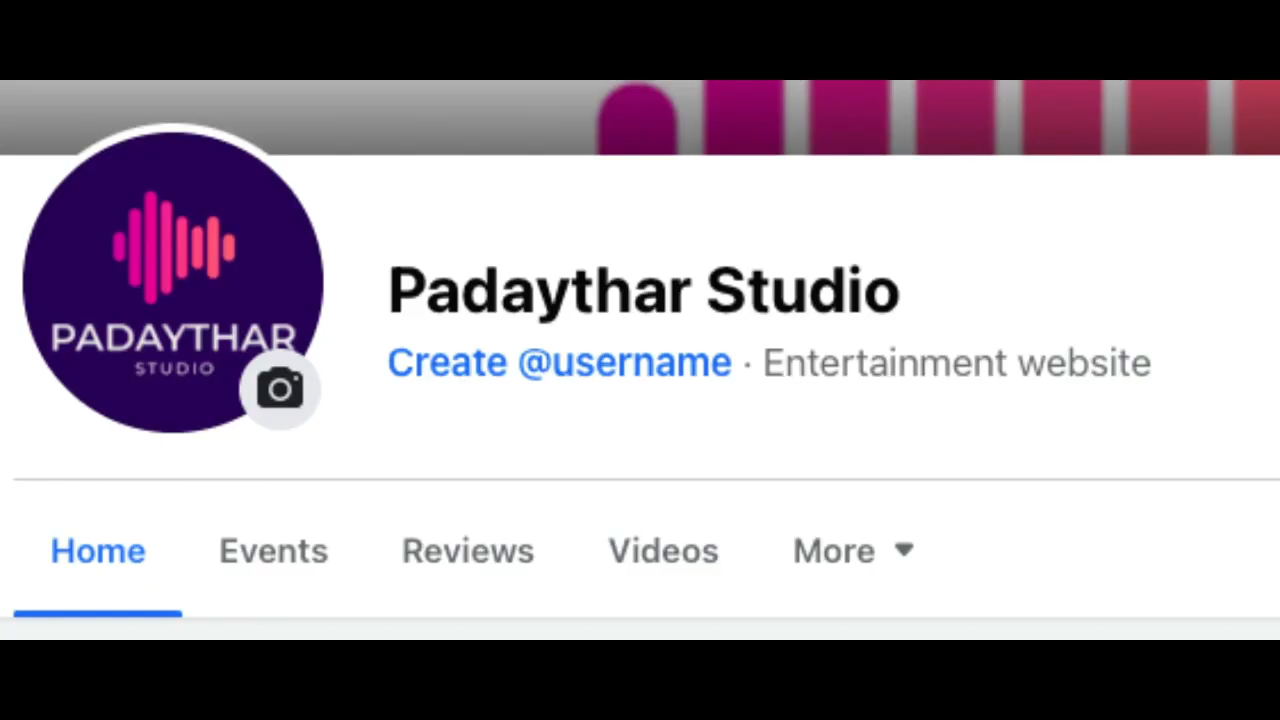 PADAYTHAR
STUDIO
Padaythar Studio
Create @username · Entertainment website
Home Events Reviews Videos More